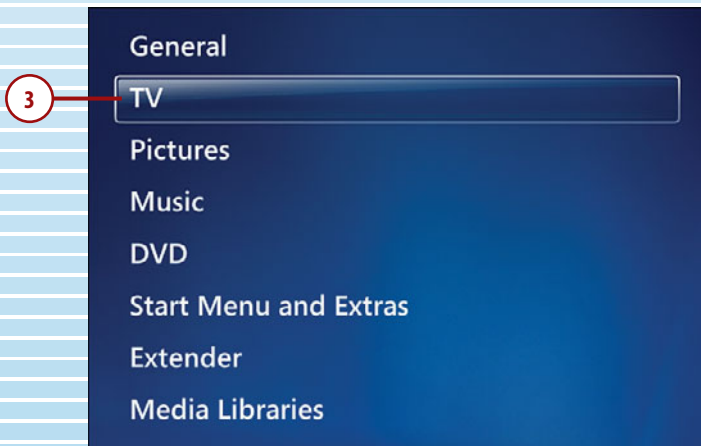 General
3
TV
Pictures
Music
DVD
Start Menu and Extras
Extender
Media Libraries